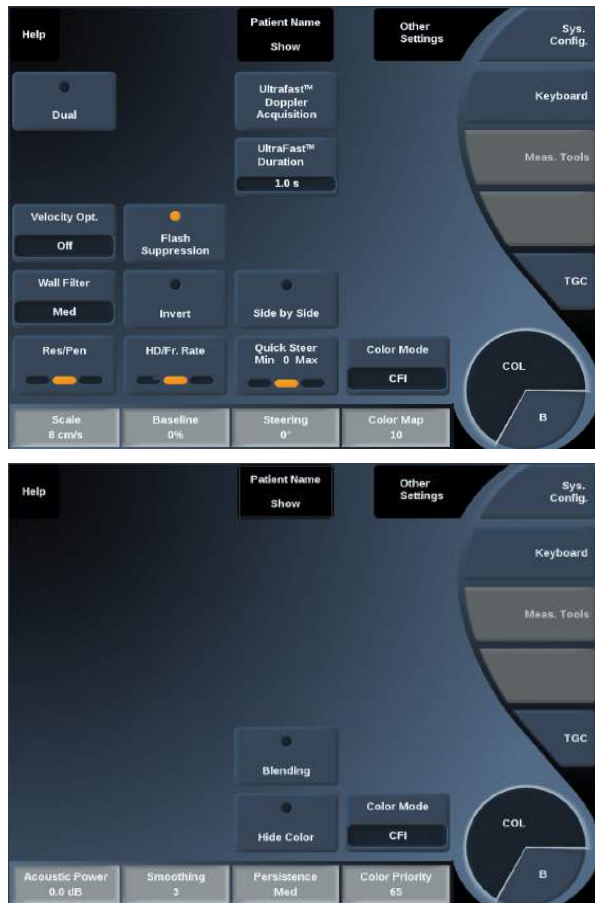 Help
Patient Name
Show
Other
Settings
Sys.
Config.
Dual
Ultrafast™
Doppler
Acquisition
Keyboard
UltraFast™
Duration
1.0 s
Meas. Tools
Velocity Opt.
Off
Flash
Suppression
Wall Filter
Med
Invert
Side by Side
TGC
Res/Pen
HD/Fr. Rate
Quick Steer
Min 0 Max
Color Mode
CFI
COL
B
Scale
8 cm/s
Baseline
0%
Steering
0°
Color Map
10
Help
Patient Name
Show
Other
Settings
Sys.
Config.
Keyboard
Meas. Tools
TGC
Blending
Hide Color
Color Mode
CFI
COL
B
Acoustic Power
0.0 dB
Smoothing
3
Persistence
Med
Color Priority
65